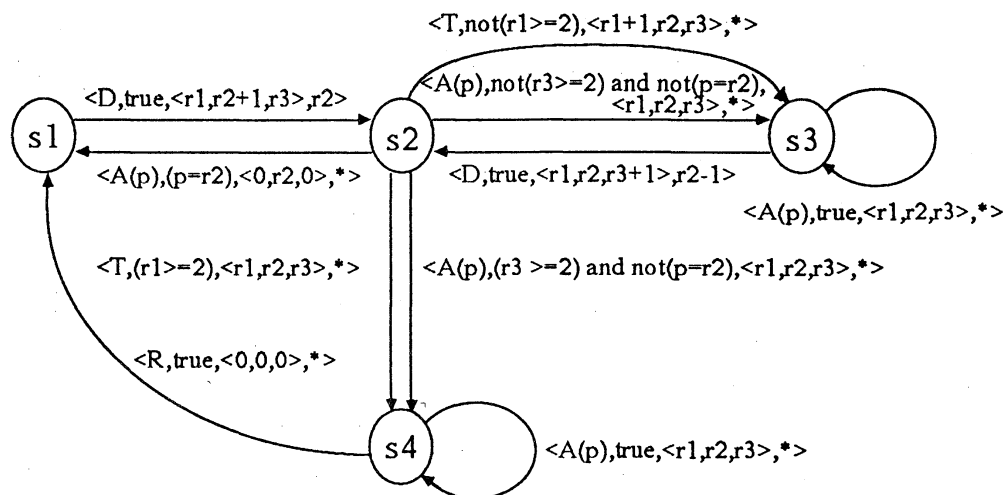 <T,not(r1>=2),<r1+1,r2,r3>,*>
<A(p),not(r3>=2) and not(p=r2),
<r1,r2,r3>,*>
<D,true,<r1,r2+1,r3>,r2>
s1
s2
s3
<A(p),(p=r2),<0,r2,0>,*>
<D,true,<r1,r2,r3+1>,r2-1>
<A(p),true,<r1,r2,r3>,*>
<T,(r1>=2),<r1,r2,r3>,*>
<A(p),(r3 >=2) and not(p=r2),<r1,r2,r3>,*>
<R,true,<0,0,0>,*>
s4
<A(p),true,<r1,r2,r3>,*>